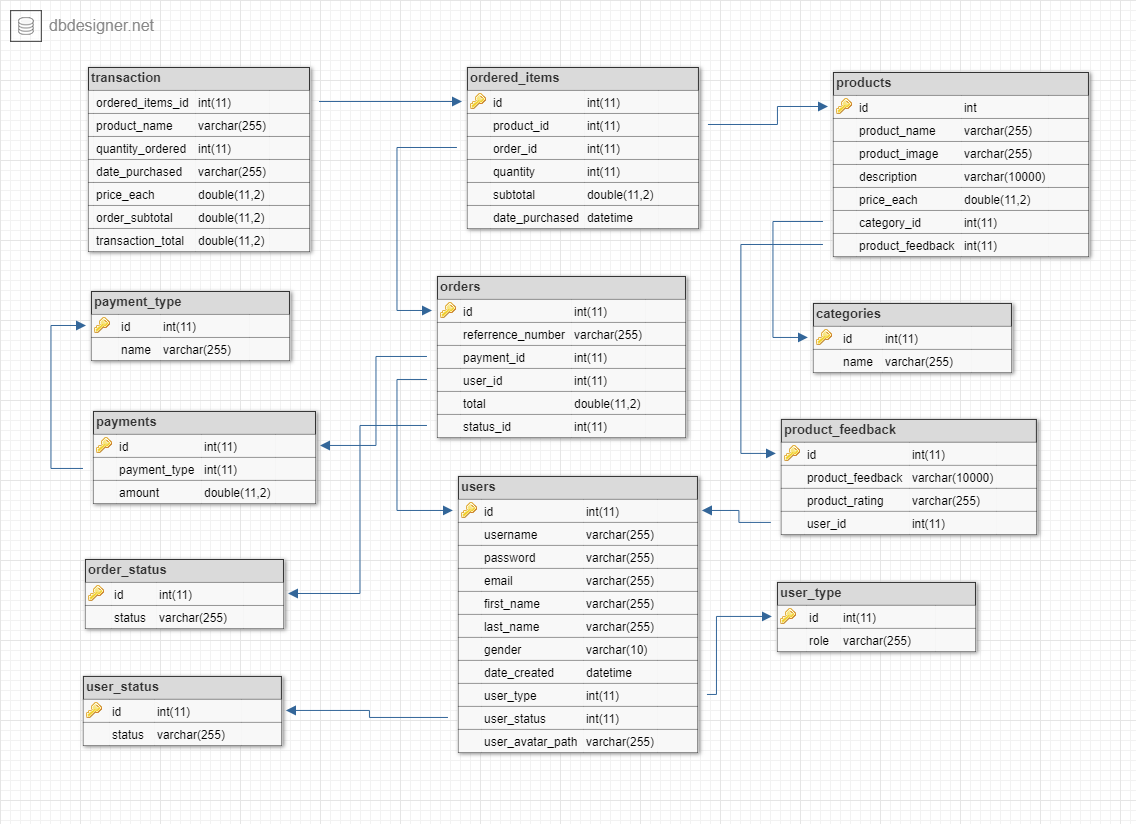 dbdesigner.net
transaction
ordered_items_id int(11)
product_name varchar(255)
quantity_ordered int(11)
date_purchased varchar(255)
price_each double(11,2)
order_subtotal double(11,2)
transaction_total double(11,2)
ordered_items
id int(11)
product_id int(11)
order_id int(11)
quantity int(11)
subtotal double(11,2)
date_purchased datetime
products
id int
product_name varchar(255)
product_image varchar(255)
description varchar(10000)
price_each double(11,2)
category_id int(11)
product_feedback int(11)
payment_type
id int(11)
name varchar(255)
orders
id int(11)
referrence_number varchar(255)
payment_id int(11)
user_id int(11)
total double(11,2)
status_id int(11)
categories
id int(11)
name varchar(255)
payments
id int(11)
payment_type int(11)
amount double(11,2)
product_feedback
id int(11)
product_feedback varchar(10000)
product_rating varchar(255)
user_id int(11)
users
id int(11)
username varchar(255)
password varchar(255)
email varchar(255)
first_name varchar(255)
last_name varchar(255)
gender varchar(10)
date_created datetime
user_type int(11)
user_status int(11)
user_avatar_path varchar(255)
order_status
id int(11)
status varchar(255)
user_type
id int(11)
role varchar(255)
user_status
id int(11)
status varchar(255)